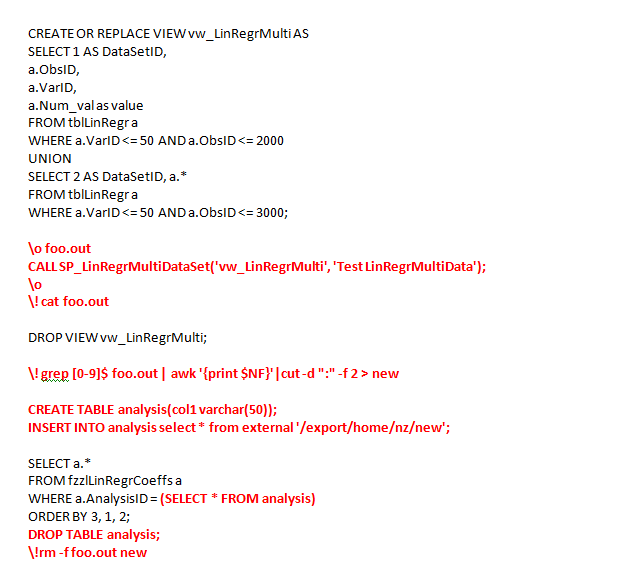 CREATE OR REPLACE VIEW vw_LinRegrMulti AS
SELECT 1 AS DataSetID,
a.ObsID,
a.VarID,
a.Num_val as value
FROM tblLinRegr a
WHERE a.VarID <= 50 AND a.ObsID <= 2000
UNION
SELECT 2 AS DataSetID, a.*
FROM tblLinRegr a
WHERE a.VarID <= 50 AND a.ObsID <= 3000;
\o foo.out
CALL SP_LinRegrMultiDataSet('vw_LinRegrMulti', 'Test LinRegrMultiData');
\o
\! cat foo.out
DROP VIEW vw_LinRegrMulti;
\! grep [0-9]$ foo.out | awk '{print $NF}' | cut -d ":" -f 2 > new
CREATE TABLE analysis(col1 varchar(50));
INSERT INTO analysis select * from external '/export/home/nz/new';
SELECT a.*
FROM fzzlLinRegrCoeffs a
WHERE a.AnalysisID = (SELECT * FROM analysis)
ORDER BY 3, 1, 2;
DROP TABLE analysis;
\!rm -f foo.out new